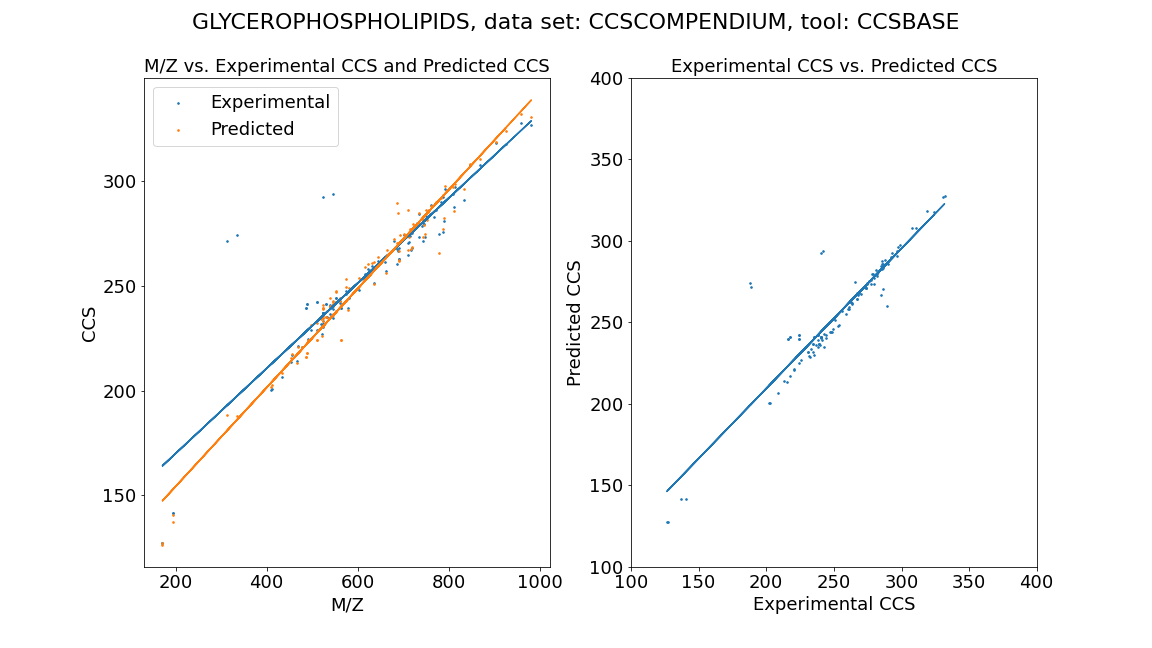 GLYCEROPHOSPHOLIPIDS, data set: CCSCOMPENDIUM, tool: CCSBASE
M/Z vs. Experimental CCS and Predicted CCS
Experimental
Predicted
CCS
300
250
200
150
200
400
600
800
1000
M/Z
Experimental CCS vs. Predicted CCS
Predicted CCS
400
350
300
250
200
150
100
100
150
200
250
300
350
400
Experimental CCS